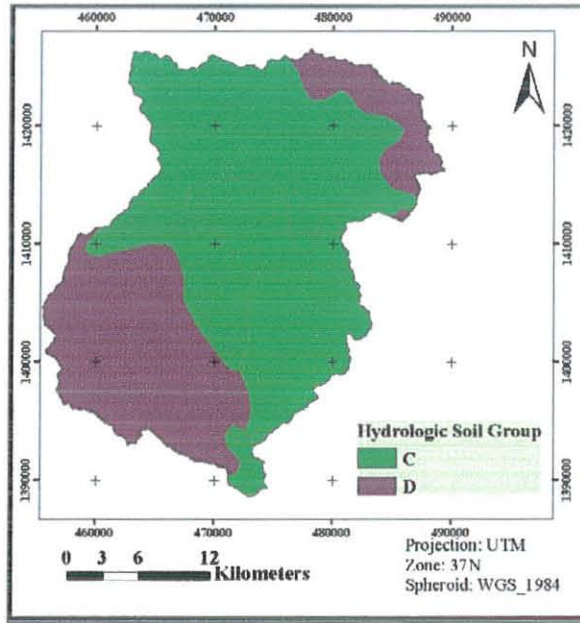 460000 470000 480000 490000
N
1420000 1420000
1410000 1410000
1400000 1400000
1390000 1390000
Hydrologic Soil Group
C
D
460000 470000 480000 490000
0 3 6 12
Kilometers
Projection: UTM
Zone: 37N
Spheroid: WGS_1984